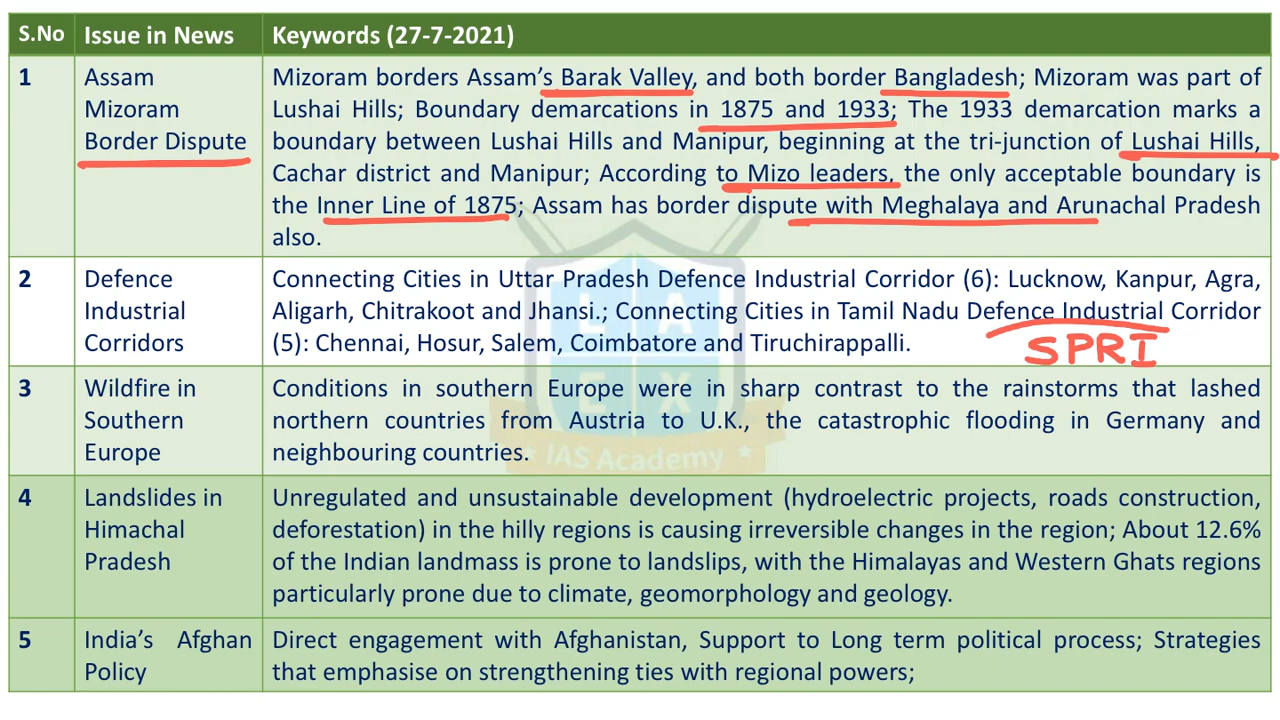 S.No Issue in News Keywords (27-7-2021)
1 Assam Mizoram Border Dispute
Mizoram borders Assam's Barak Valley, and both border Bangladesh; Mizoram was part of
Lushai Hills; Boundary demarcations in 1875 and 1933; The 1933 demarcation marks a
boundary between Lushai Hills and Manipur, beginning at the tri-junction of Lushai Hills,
Cachar district and Manipur; According to Mizo leaders, the only acceptable boundary is
the Inner Line of 1875; Assam has border dispute with Meghalaya and Arunachal Pradesh
also.
2 Defence Industrial Corridors
Connecting Cities in Uttar Pradesh Defence Industrial Corridor (6): Lucknow, Kanpur, Agra,
Aligarh, Chitrakoot and Jhansi.; Connecting Cities in Tamil Nadu Defence Industrial Corridor
(5): Chennai, Hosur, Salem, Coimbatore and Tiruchirappalli.
SPRI
3 Wildfire in Southern Europe
Conditions in southern Europe were in sharp contrast to the rainstorms that lashed
northern countries from Austria to U.K., the catastrophic flooding in Germany and
neighbouring countries.
4 Landslides in Himachal Pradesh
Unregulated and unsustainable development (hydroelectric projects, roads construction,
deforestation) in the hilly regions is causing irreversible changes in the region; About 12.6%
of the Indian landmass is prone to landslips, with the Himalayas and Western Ghats regions
particularly prone due to climate, geomorphology and geology.
5 India's Afghan Policy
Direct engagement with Afghanistan, Support to Long term political process; Strategies
that emphasise on strengthening ties with regional powers;
L A
E X
IAS Academy